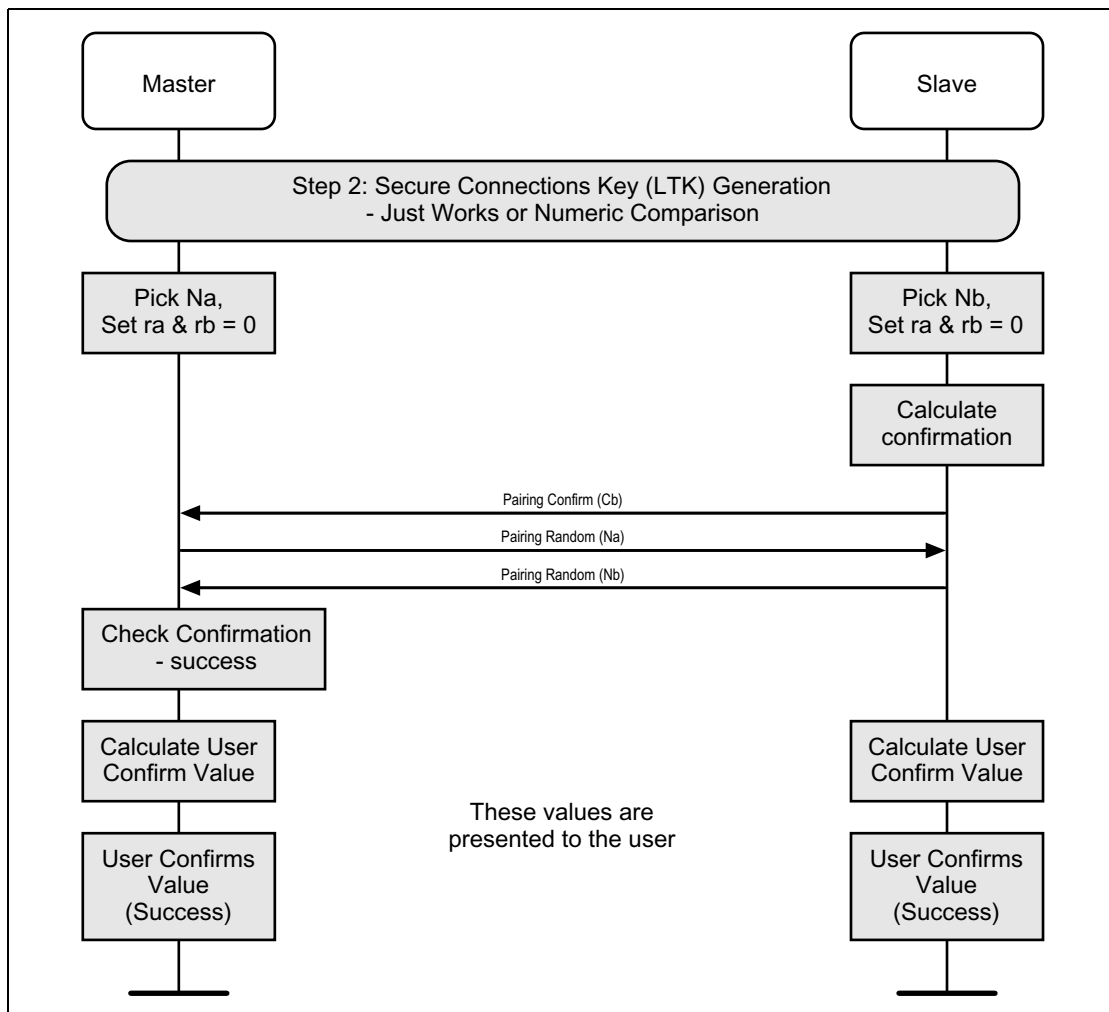 Master
Slave
Step 2: Secure Connections Key (LTK) Generation
- Just Works or Numeric Comparison
Pick Na,
Set ra & rb = 0
Pick Nb,
Set ra & rb = 0
Calculate
confirmation
Pairing Confirm (Cb)
Pairing Random (Na)
Pairing Random (Nb)
Check Confirmation
- success
Calculate User
Confirm Value
Calculate User
Confirm Value
These values are
presented to the user
User Confirms
Value
(Success)
User Confirms
Value
(Success)